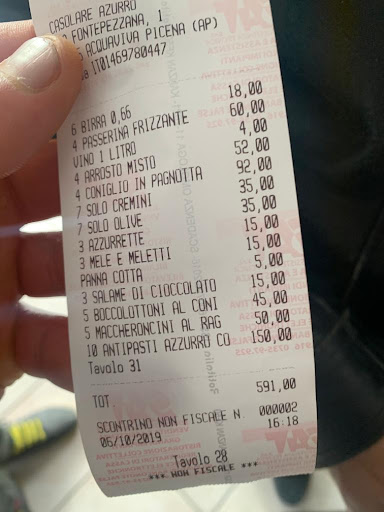 CASOLARE AZZURRO
FONTEPEZZANA, 1
ACQUAVIVA PICENA (AP)
IT01469780447
6 BIRRA 0,66 18,00
4 PASSERINA FRIZZANTE 60,00
VINO 1 LITRO 4,00
4 ARROSTO MISTO 52,00
4 CONIGLIO IN PAGNOTTA 92,00
7 SOLO CREMINI 35,00
7 SOLO OLIVE 35,00
3 AZZURRETTE 15,00
3 MELE E MELETTI 15,00
PANNA COTTA 5,00
3 SALAME DI CIOCCOLATO 15,00
5 BOCCOLOTTONI AL CONI 45,00
5 MACCHERONCINI AL RAG 50,00
10 ANTIPASTI AZZURRO CO 150,00
Tavolo 31
TOT 591,00
SCONTRINO NON FISCALE N 000002
06/10/2019 16:18
Tavolo 28
*** NON FISCALE ***